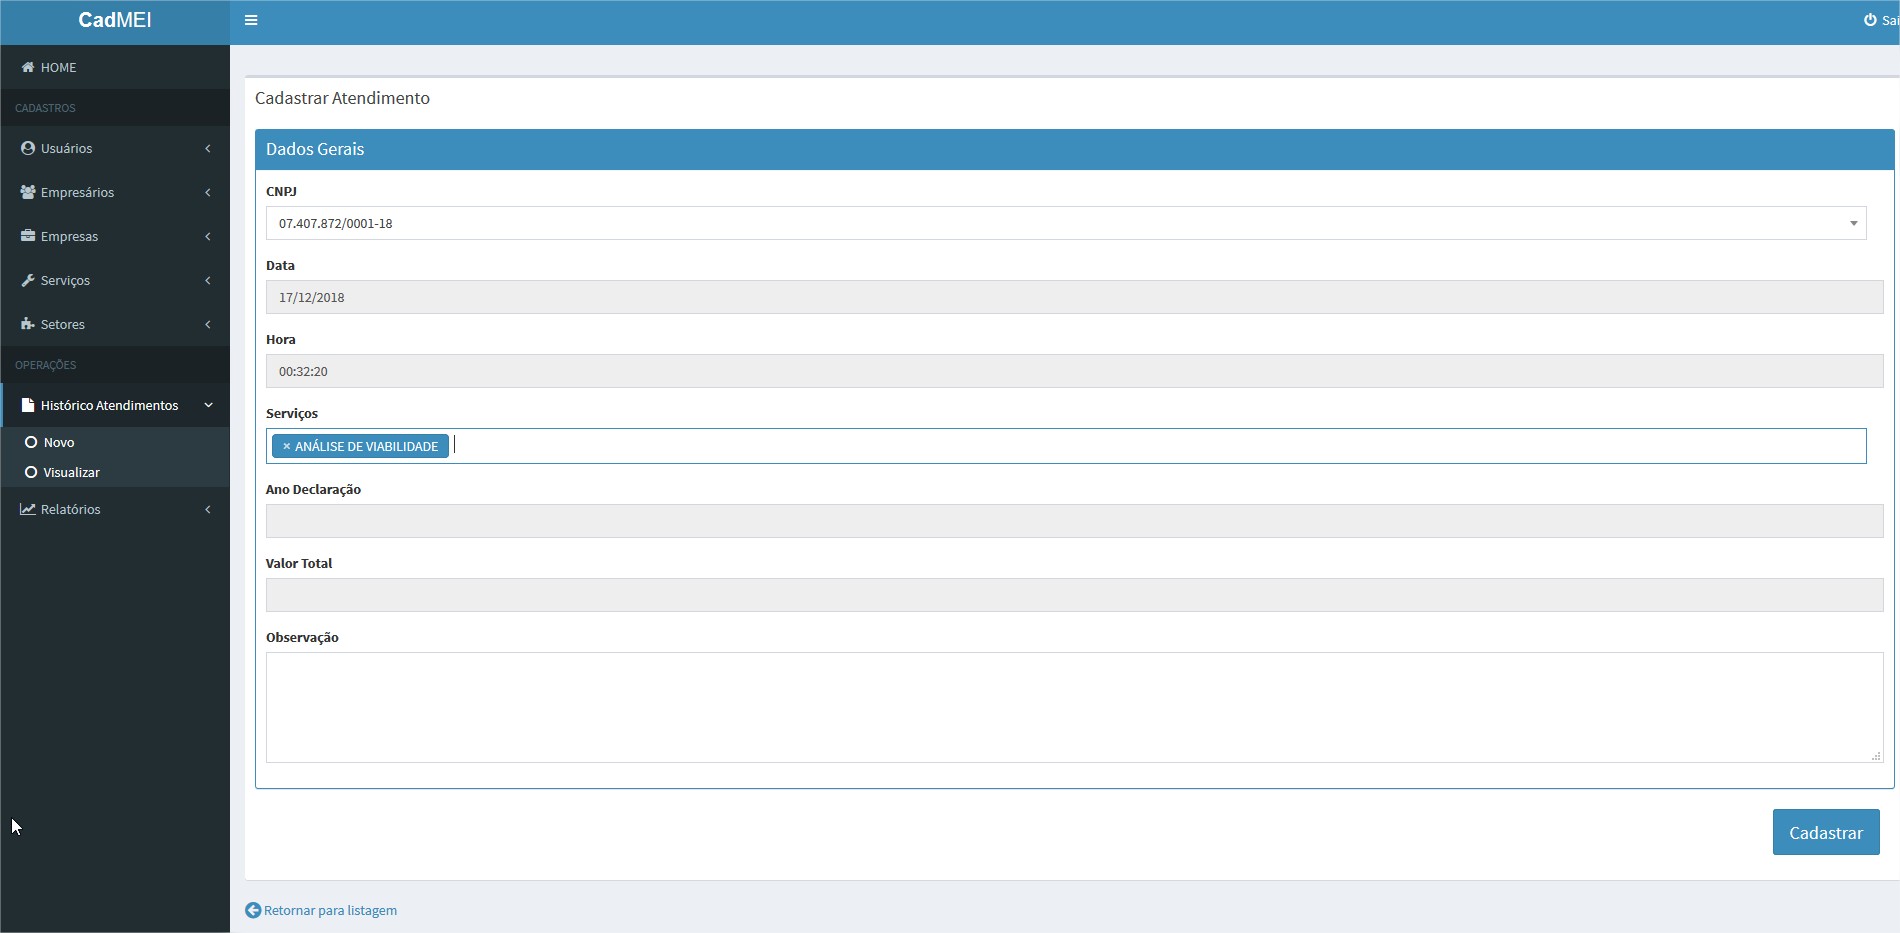 CadMEI
Sai
HOME
CADASTROS
Usuários
Empresários
Empresas
Serviços
Setores
OPERAÇÕES
Histórico Atendimentos
Novo
Visualizar
Relatórios
Cadastrar Atendimento
Dados Gerais
CNPJ
07.407.872/0001-18
Data
17/12/2018
Hora
00:32:20
Serviços
× ANÁLISE DE VIABILIDADE
Ano Declaração
Valor Total
Observação
Cadastrar
Retornar para listagem